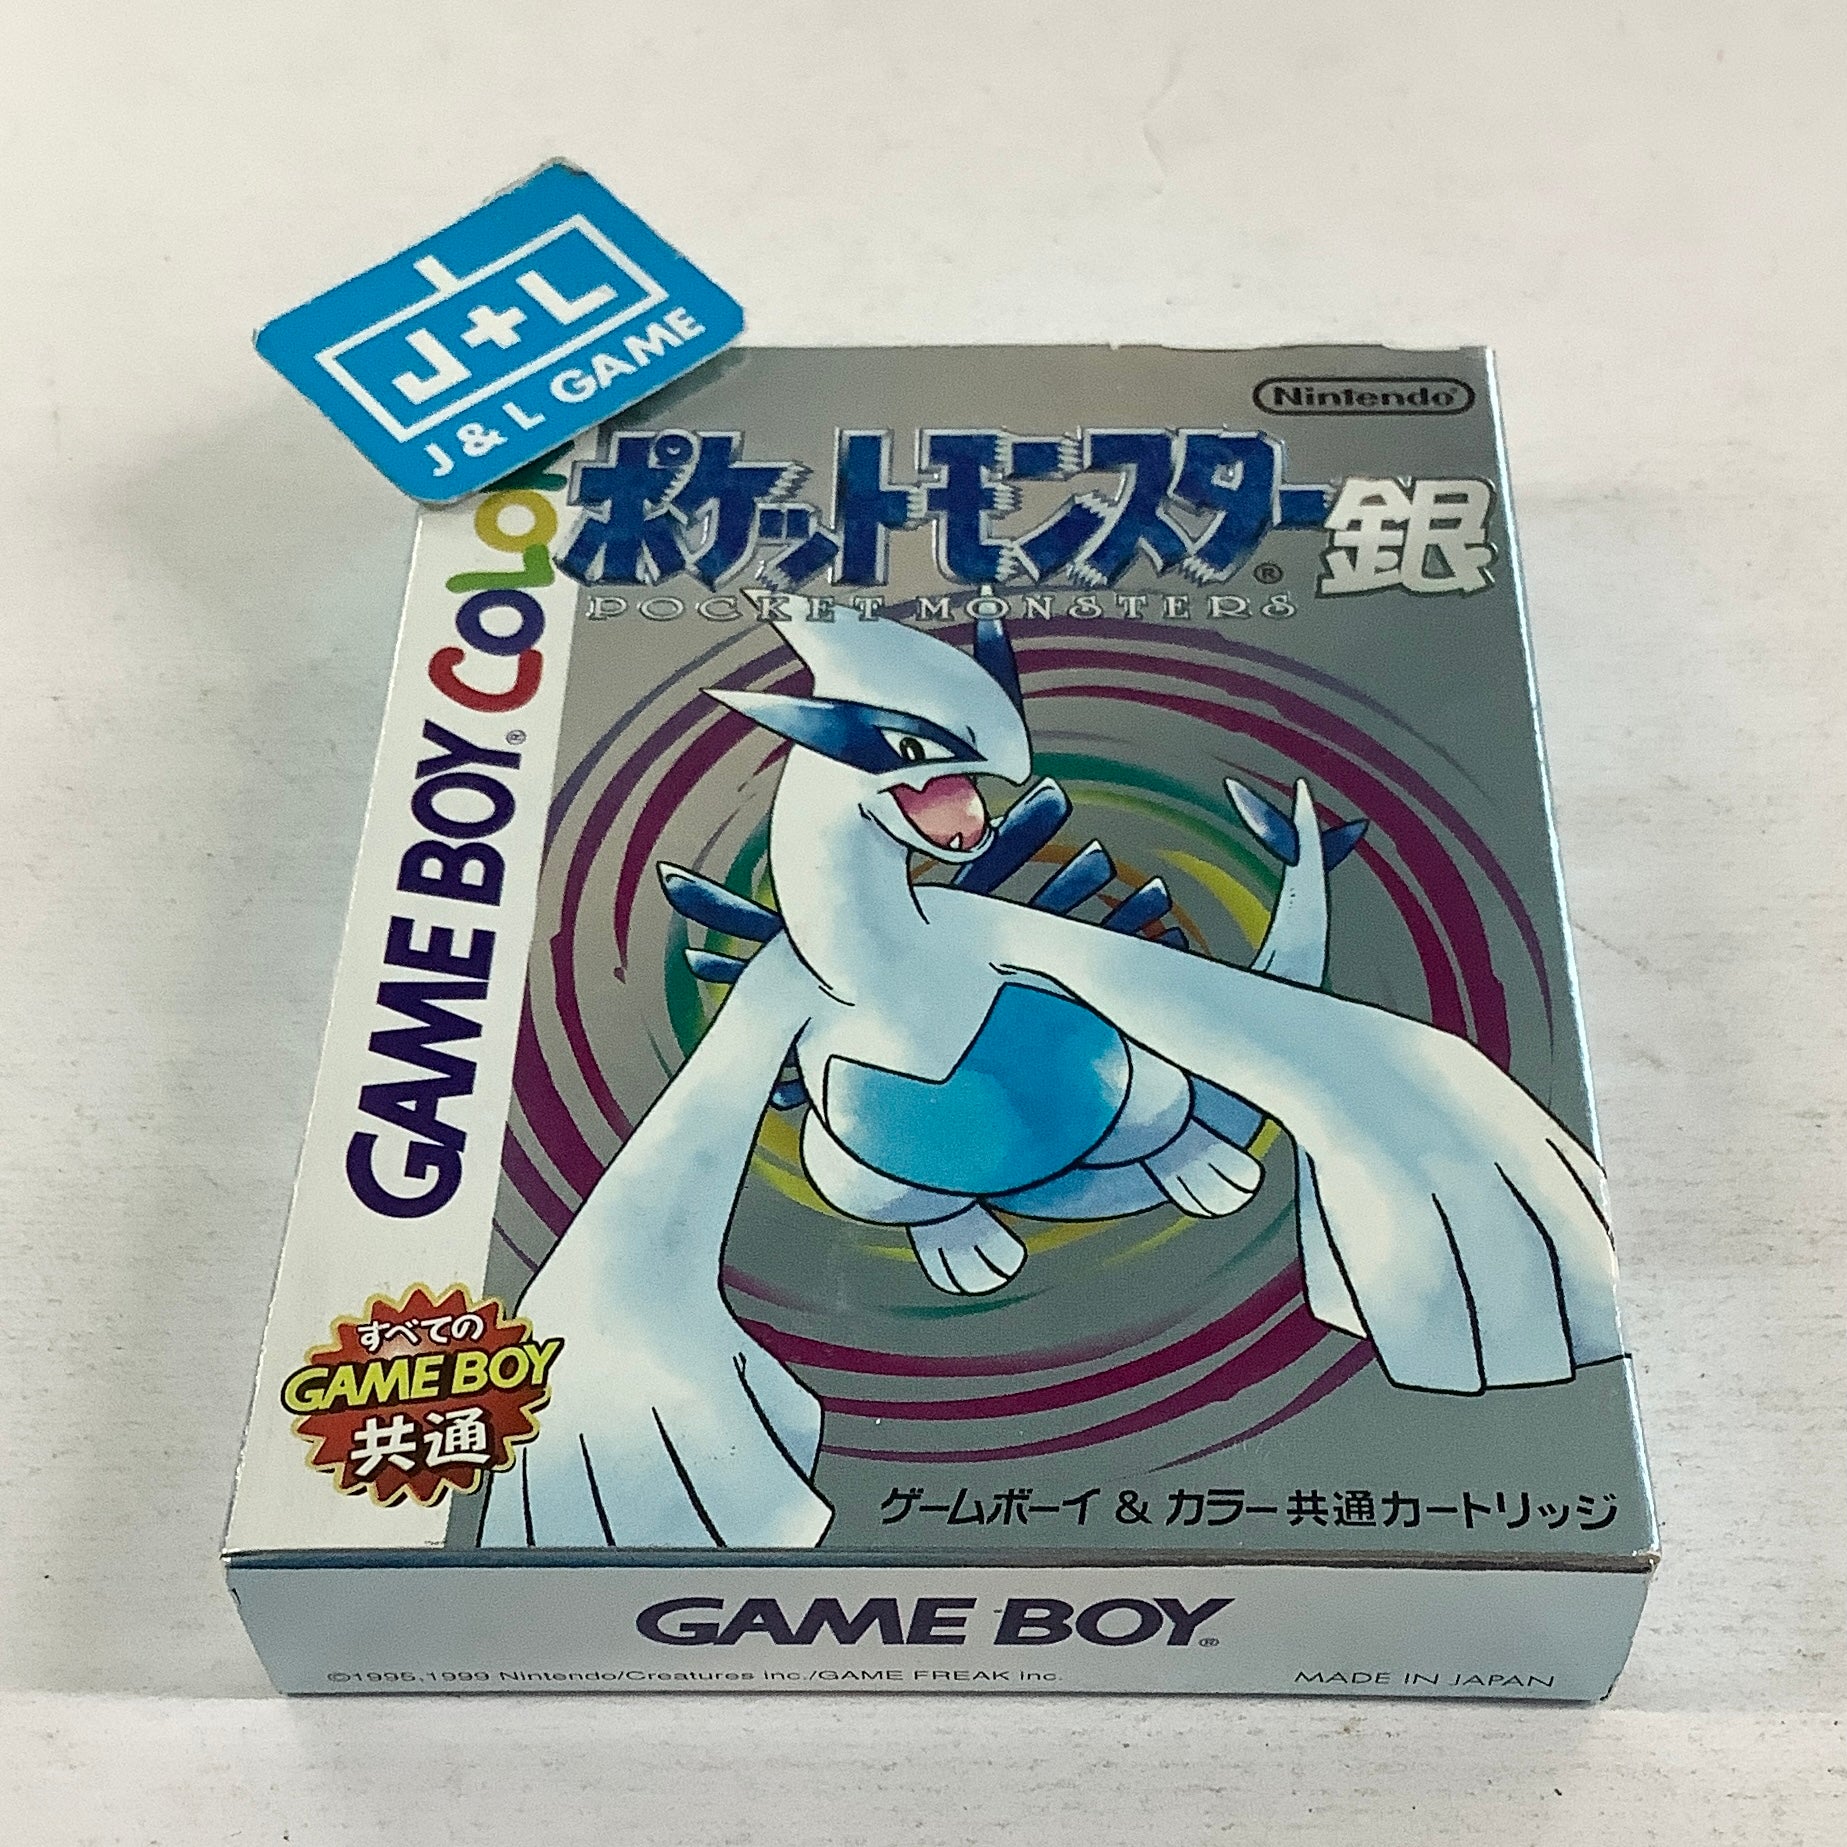 J+L
J & L GAME
Nintendo®
ポケットモンスター銀
®
POCKET MONSTERS
GAME BOY® COLOR
すべての
GAME BOY
共通
ゲームボーイ & カラー共通カートリッジ
GAME BOY®
©1995,1999 Nintendo/Creatures inc./GAME FREAK inc.
MADE IN JAPAN